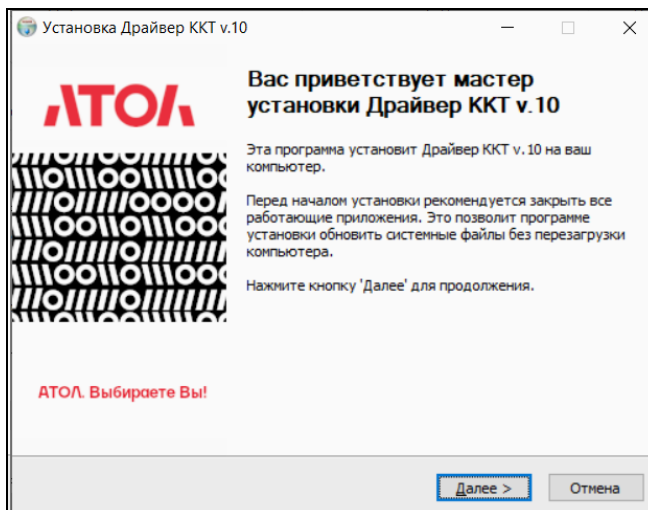 Установка Драйвер ККТ v.10
АТОЛ
Вас приветствует мастер
установки Драйвер ККТ v.10
Эта программа установит Драйвер ККТ v.10 на ваш
компьютер.
Перед началом установки рекомендуется закрыть все
работающие приложения. Это позволит программе
установки обновить системные файлы без перезагрузки
компьютера.
Нажмите кнопку 'Далее' для продолжения.
АТОЛ. Выбираете Вы!
Далее >
Отмена